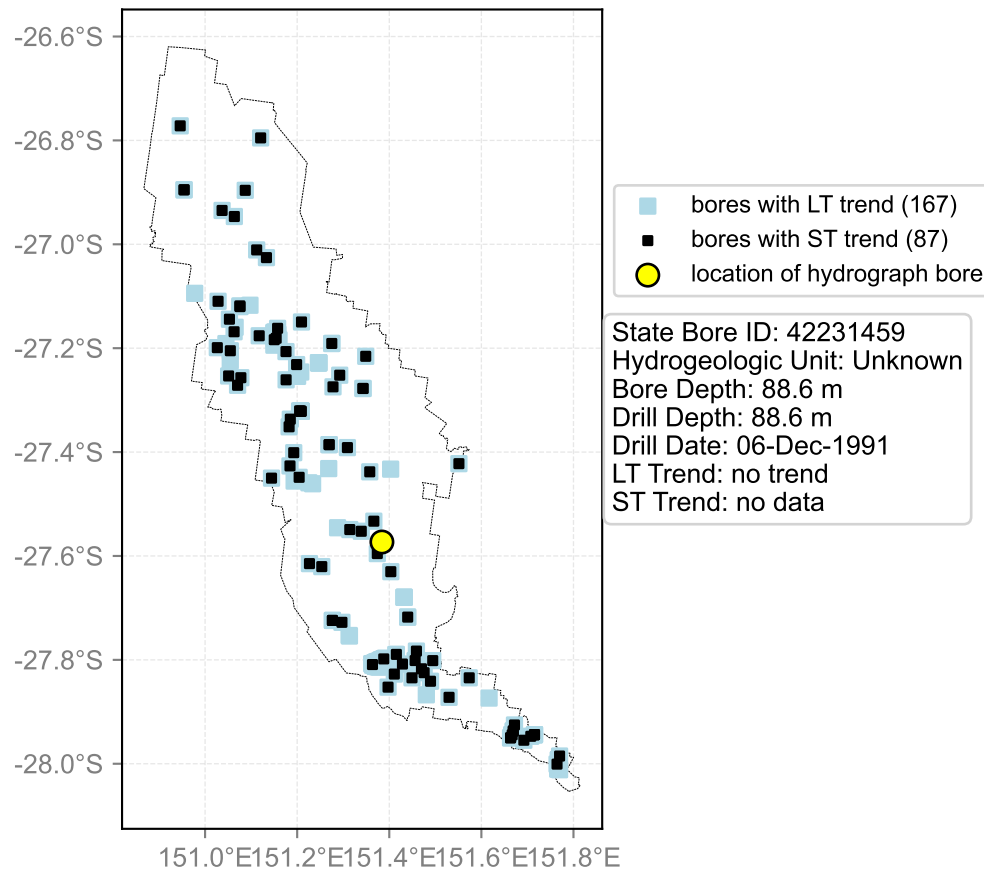 -26.6°S
-26.8°S
-27.0°S
-27.2°S
-27.4°S
-27.6°S
-27.8°S
-28.0°S
151.0°E151.2°E151.4°E151.6°E151.8°E
bores with LT trend (167)
bores with ST trend (87)
location of hydrograph bore
State Bore ID: 42231459
Hydrogeologic Unit: Unknown
Bore Depth: 88.6 m
Drill Depth: 88.6 m
Drill Date: 06-Dec-1991
LT Trend: no trend
ST Trend: no data